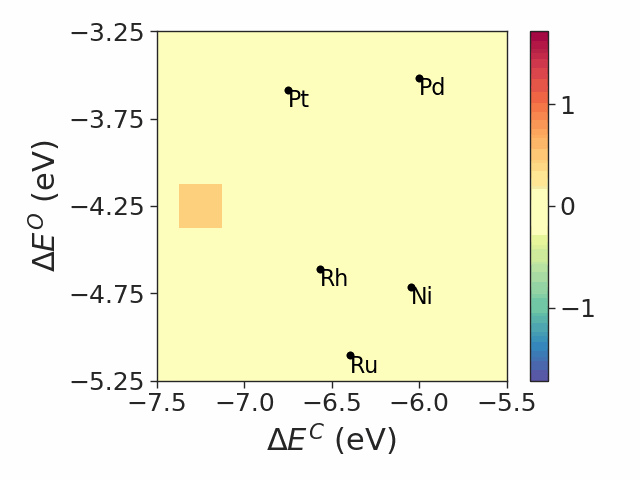 −3.25
−3.75
−4.25
−4.75
−5.25
ΔE^O (eV)
Pt
Pd
Rh
Ni
Ru
−7.5 −7.0 −6.5 −6.0 −5.5
ΔE^C (eV)
1
0
−1